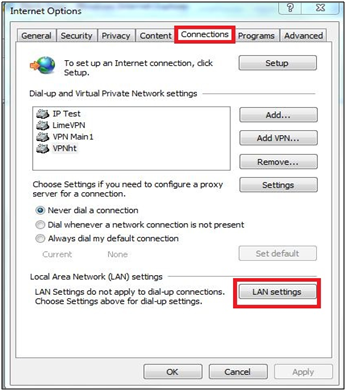 Internet Options
?
General Security Privacy Content Connections Programs Advanced
To set up an Internet connection, click
Setup.
Setup
Dial-up and Virtual Private Network settings
IP Test
LimeVPN
VPN Main1
VPNht
Add...
Add VPN...
Remove...
Choose Settings if you need to configure a proxy
server for a connection.
Settings
Never dial a connection
Dial whenever a network connection is not present
Always dial my default connection
Current None
Set default
Local Area Network (LAN) settings
LAN Settings do not apply to dial-up connections.
Choose Settings above for dial-up settings.
LAN settings
OK Cancel Apply